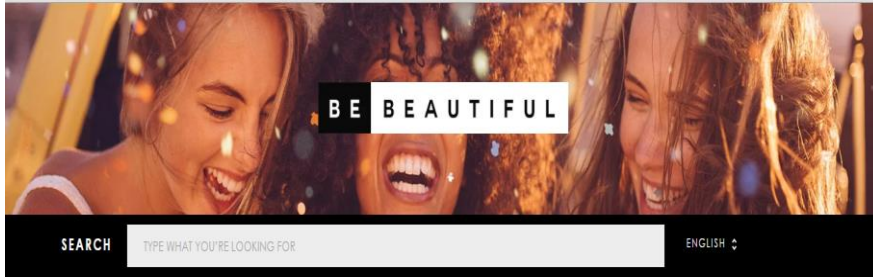 BE BEAUTIFUL
SEARCH TYPE WHAT YOU'RE LOOKING FOR ENGLISH